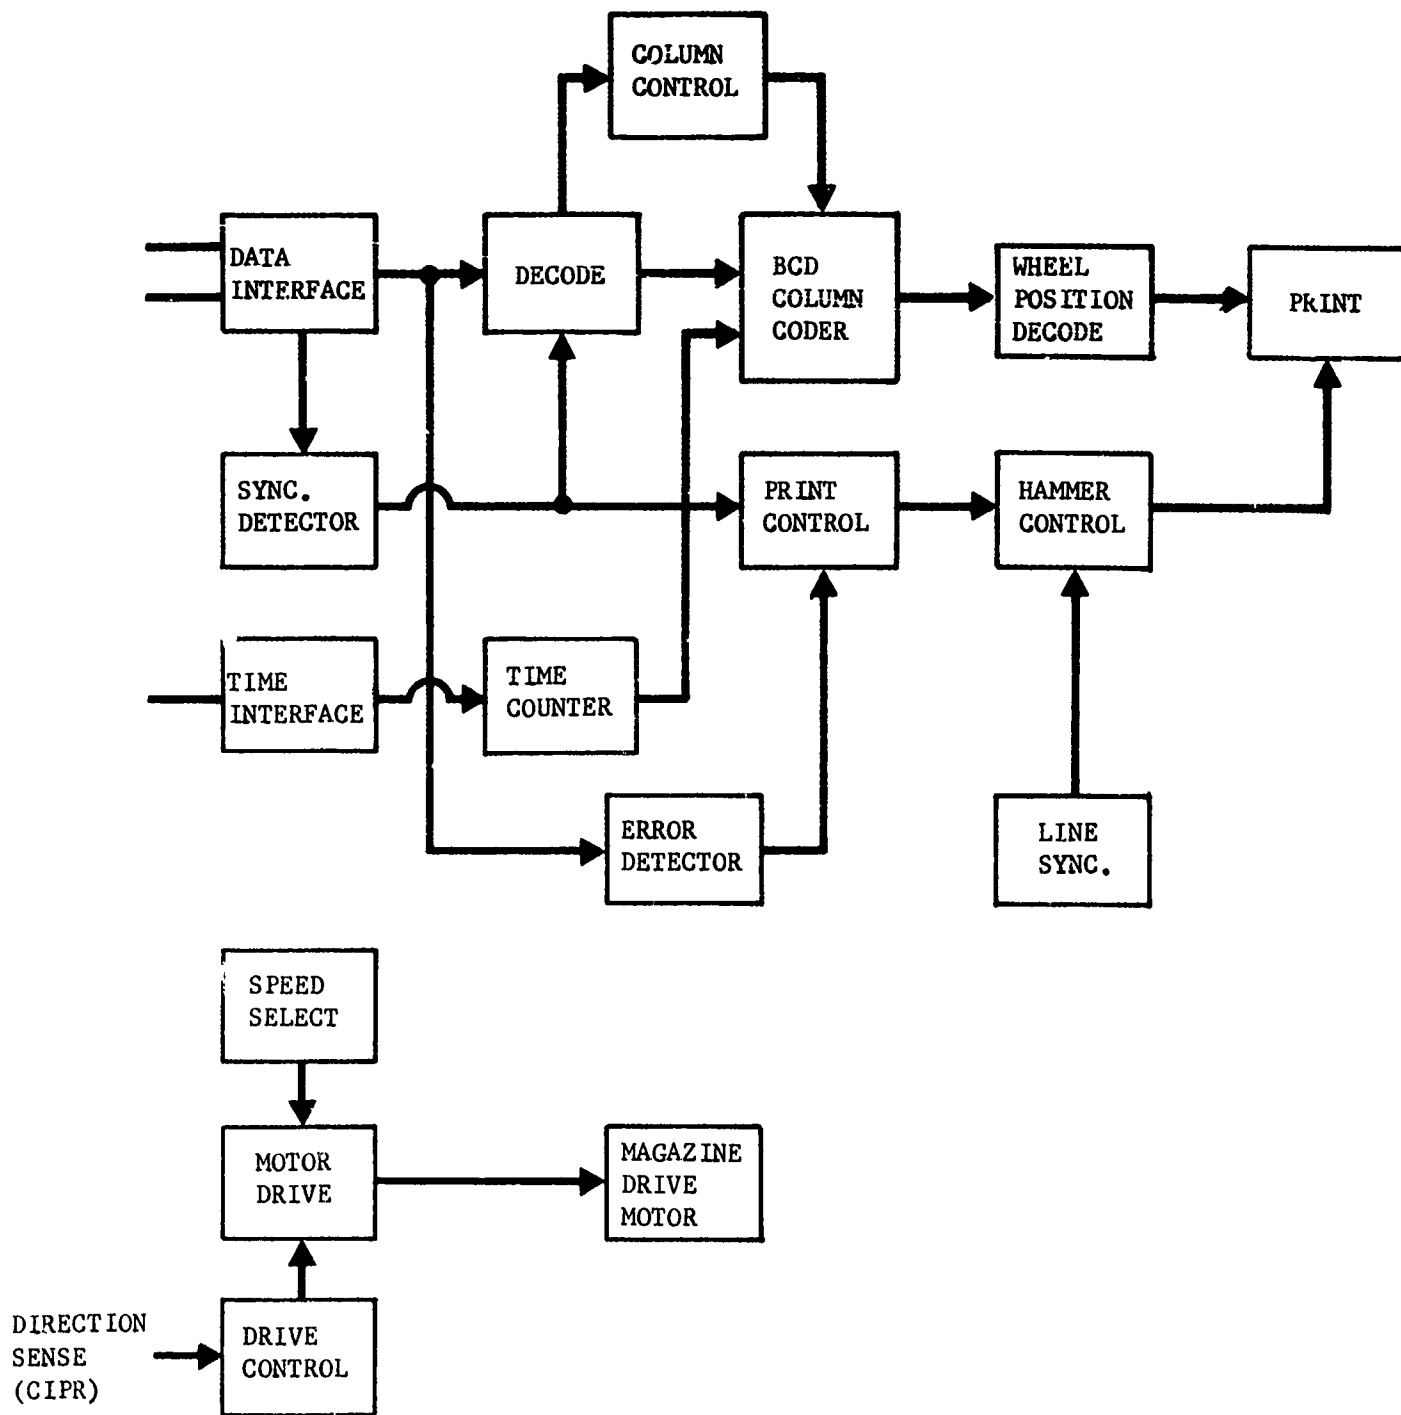 COLUMN
CONTROL
DATA
INTERFACE
DECODE
BCD
COLUMN
CODER
WHEEL
POSITION
DECODE
PRINT
SYNC.
DETECTOR
PRINT
CONTROL
HAMMER
CONTROL
TIME
INTERFACE
TIME
COUNTER
ERROR
DETECTOR
LINE
SYNC.
SPEED
SELECT
MOTOR
DRIVE
MAGAZINE
DRIVE
MOTOR
DIRECTION
SENSE
(CIPR)
DRIVE
CONTROL